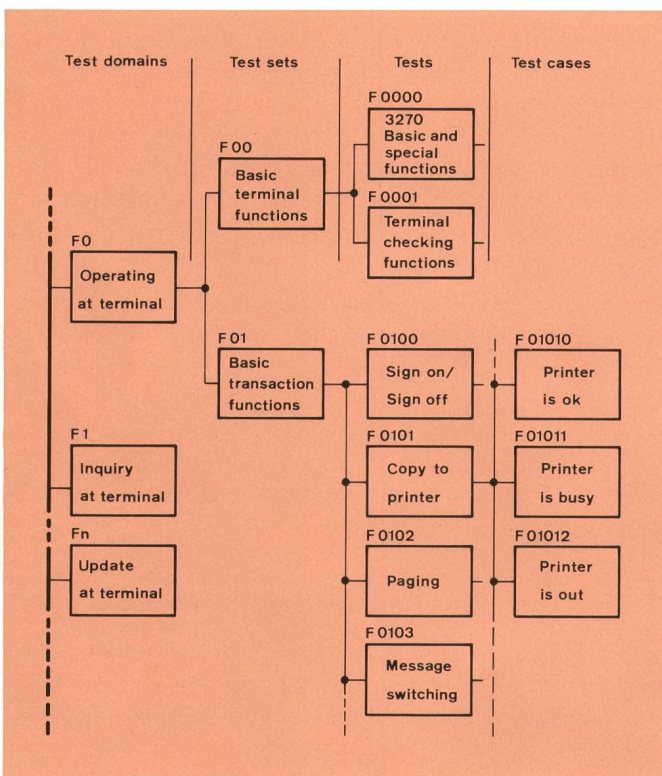 Test domains
Test sets
Tests
Test cases
F0000
3270
Basic and
special
functions
F00
Basic
terminal
functions
F0001
Terminal
checking
functions
F0
Operating
at terminal
F01
Basic
transaction
functions
F0100
Sign on/
Sign off
F01010
Printer
is ok
F1
Inquiry
at terminal
F0101
Copy to
printer
F01011
Printer
is busy
Fn
Update
at terminal
F0102
Paging
F01012
Printer
is out
F0103
Message
switching